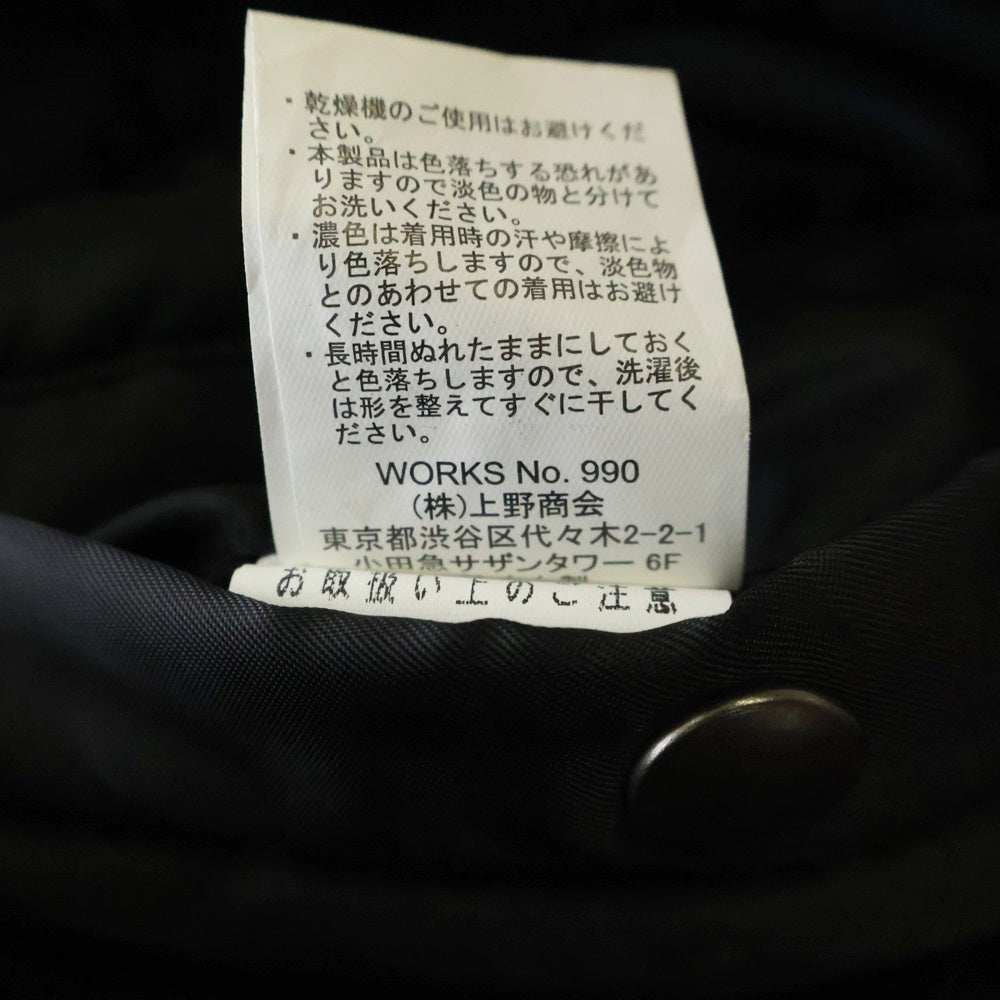 ・乾燥機のご使用はお避けくだ
さい。
・本製品は色落ちする恐れがあ
りますので淡色の物と分けて
お洗いください。
・濃色は着用時の汗や摩擦によ
り色落ちしますので、淡色物
とのあわせての着用はお避け
ください。
・長時間ぬれたままにしておく
と色落ちしますので、洗濯後
は形を整えてすぐに干してく
ださい。
WORKS No. 990
(株)上野商会
東京都渋谷区代々木2-2-1
小田急サザンタワー 6F
お取扱い上のご注意